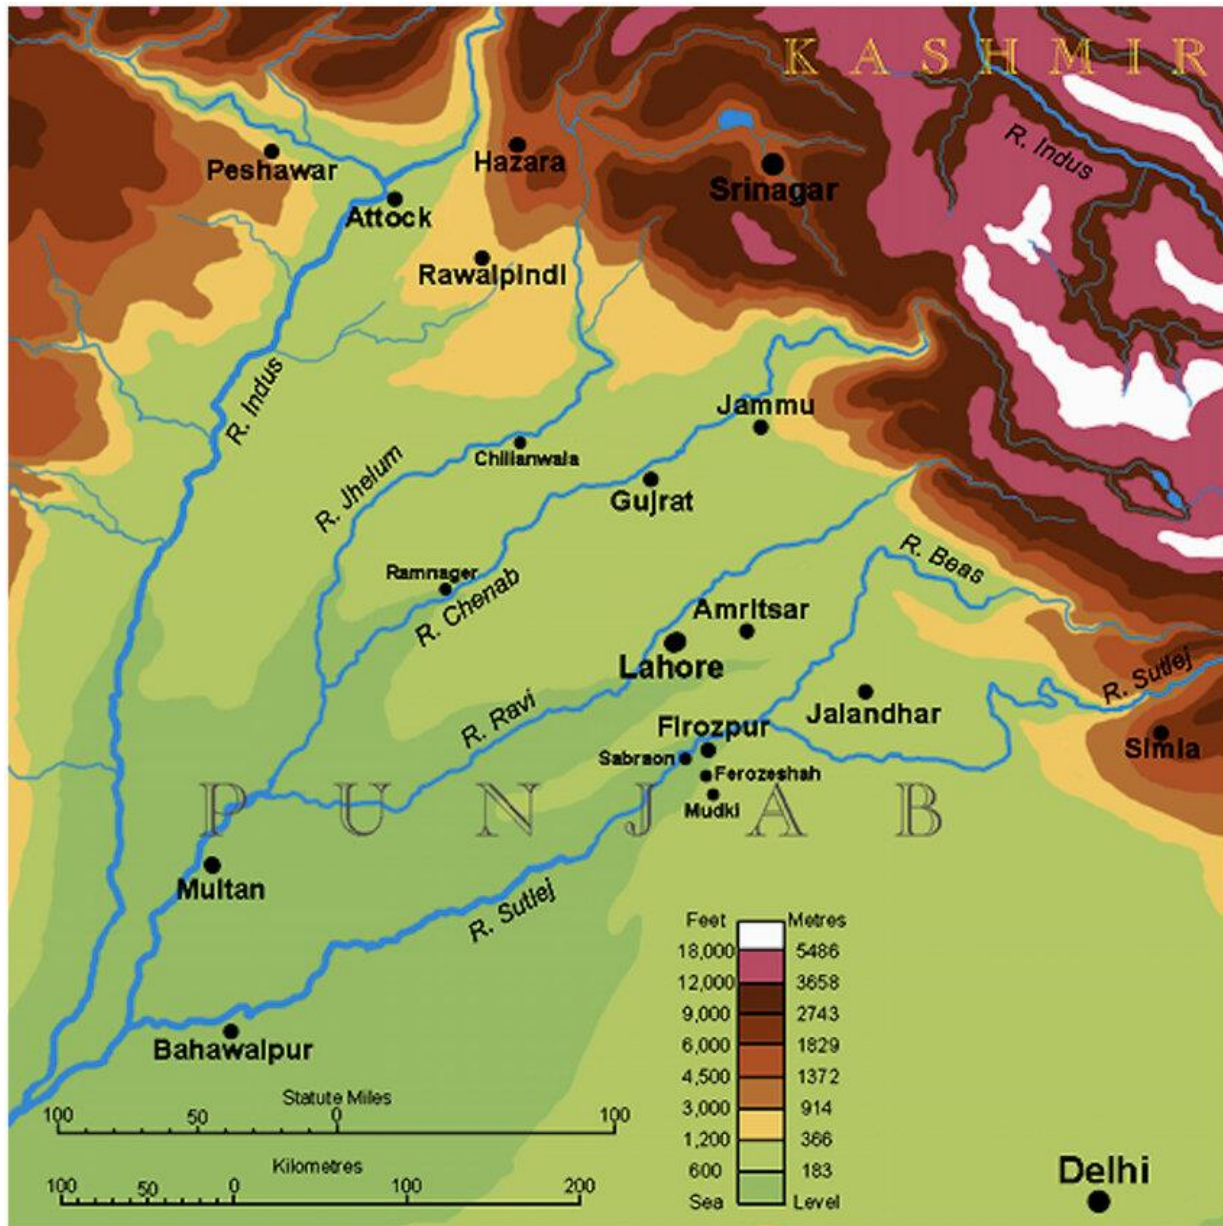 KASHMIR
R. Indus
Peshawar
Hazara
Srinagar
Attock
Rawalpindi
R. Indus
Jammu
R. Jhelum
Chilianwala
Gujrat
R. Beas
Ramnager
R. Chenab
Amritsar
Lahore
R. Sutlej
R. Ravi
Jalandhar
Firozpur
Simla
Sabraon
Ferozeshah
Mudki
PUNJAB
Multan
R. Sutlej
Bahawalpur
Feet Metres
18,000 5486
12,000 3658
9,000 2743
6,000 1829
4,500 1372
3,000 914
1,200 366
600 183
Sea Level
Statute Miles
100 50 0 100
Kilometres
100 50 0 100 200
Delhi